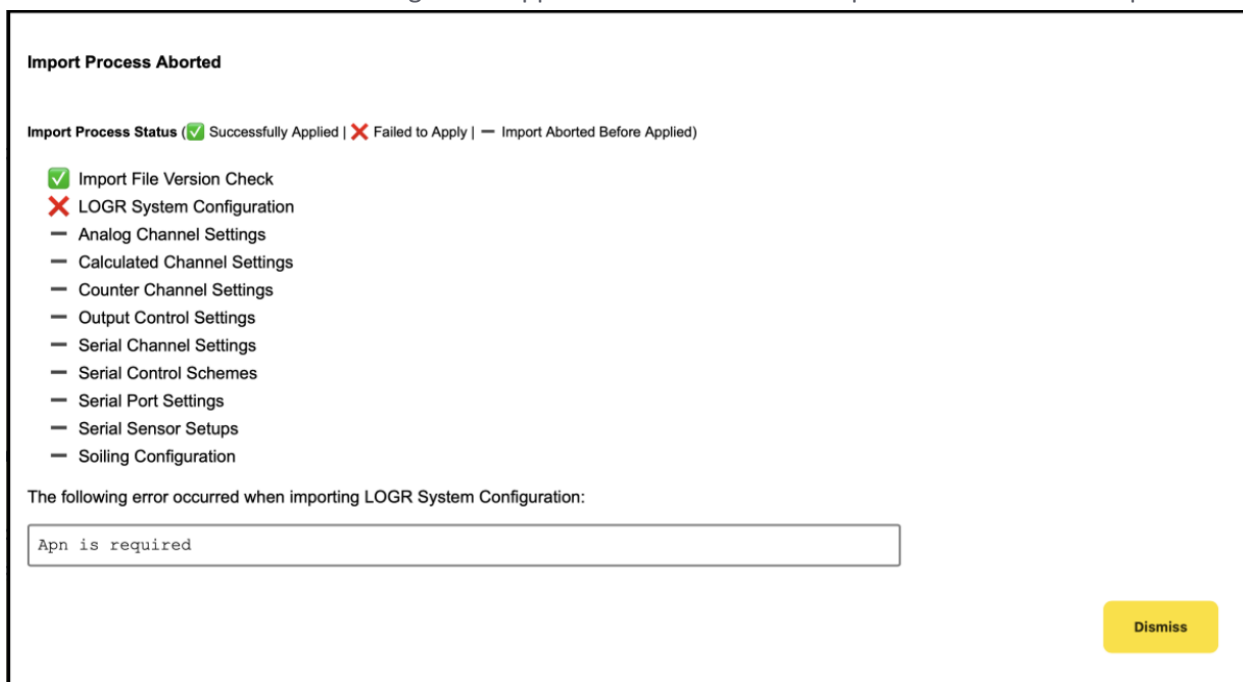 Import Process Aborted
Import Process Status (✅ Successfully Applied | ❌ Failed to Apply | — Import Aborted Before Applied)
✅ Import File Version Check
❌ LOGR System Configuration
— Analog Channel Settings
— Calculated Channel Settings
— Counter Channel Settings
— Output Control Settings
— Serial Channel Settings
— Serial Control Schemes
— Serial Port Settings
— Serial Sensor Setups
— Soiling Configuration
The following error occurred when importing LOGR System Configuration:
Apn is required
Dismiss